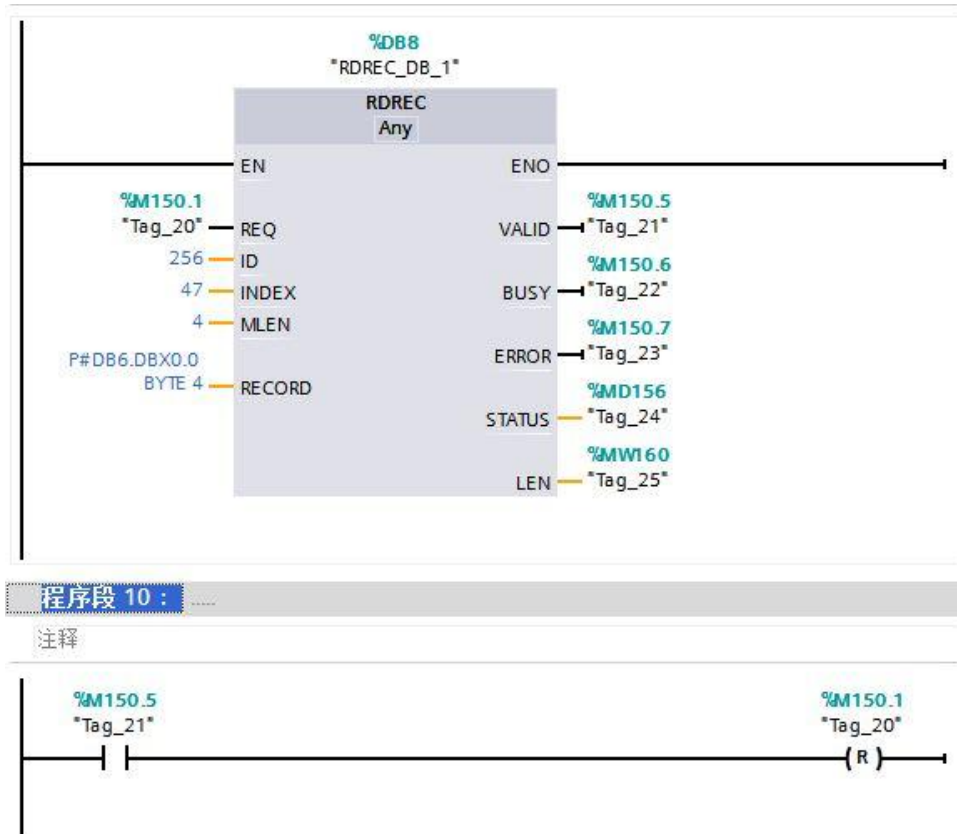 %DB8
"RDREC_DB_1"
RDREC
Any
EN ENO
%M150.1 %M150.5
"Tag_20" REQ VALID "Tag_21"
256 ID %M150.6
47 INDEX BUSY "Tag_22"
4 MLEN %M150.7
P#DB6.DBX0.0 ERROR "Tag_23"
BYTE 4 RECORD %MD156
STATUS "Tag_24"
%MW160
LEN "Tag_25"
程序段 10： .....
注释
%M150.5 %M150.1
"Tag_21" "Tag_20"
( R )